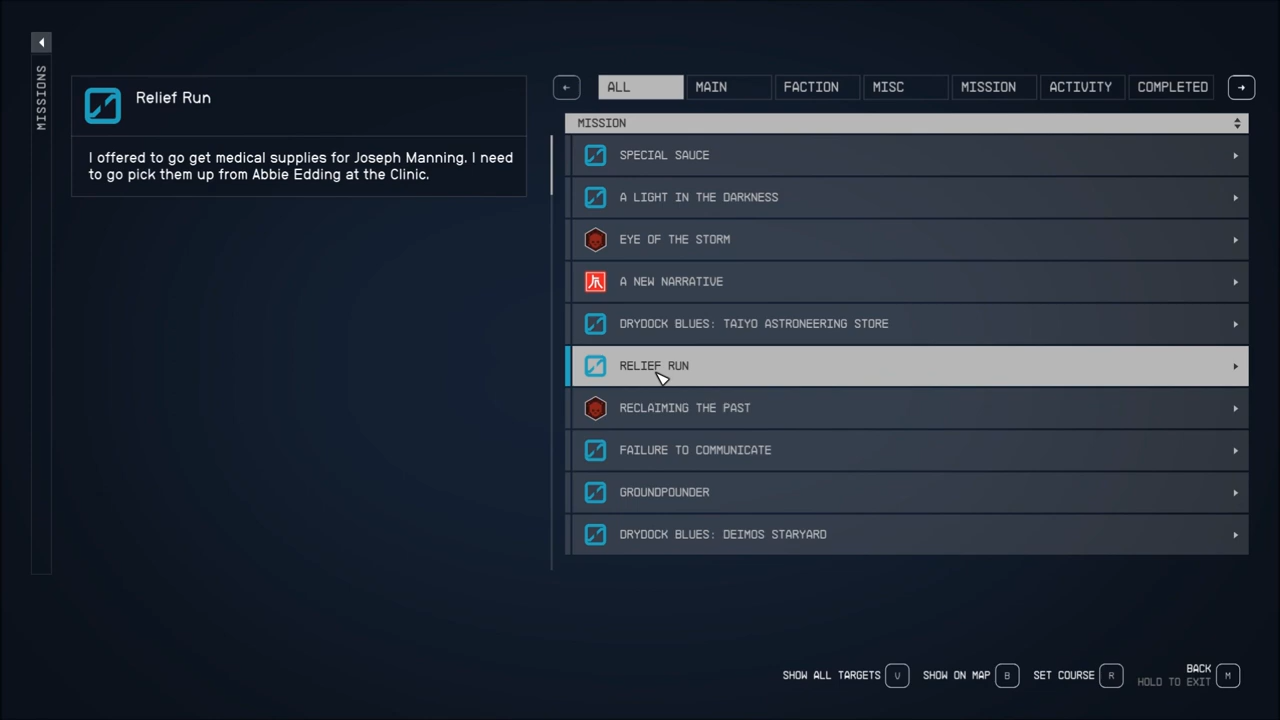 MISSIONS
Relief Run
I offered to go get medical supplies for Joseph Manning. I need
to go pick them up from Abbie Edding at the Clinic.
ALL MAIN FACTION MISC MISSION ACTIVITY COMPLETED
MISSION
SPECIAL SAUCE
A LIGHT IN THE DARKNESS
EYE OF THE STORM
A NEW NARRATIVE
DRYDOCK BLUES: TAIYO ASTRONEERING STORE
RELIEF RUN
RECLAIMING THE PAST
FAILURE TO COMMUNICATE
GROUNDPOUNDER
DRYDOCK BLUES: DEIMOS STARYARD
SHOW ALL TARGETS V SHOW ON MAP B SET COURSE R BACK M
HOLD TO EXIT